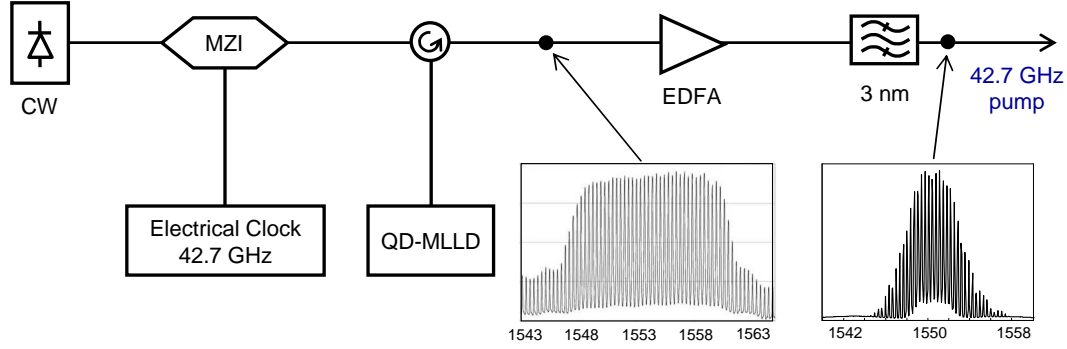 CW
MZI
Electrical Clock
42.7 GHz
QD-MLLD
EDFA
3 nm
42.7 GHz
pump
1543 1548 1553 1558 1563
1542 1550 1558